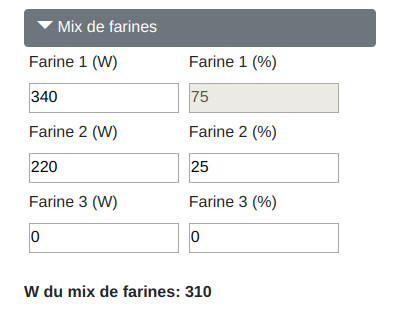 Mix de farines
Farine 1 (W) Farine 1 (%)
340 75
Farine 2 (W) Farine 2 (%)
220 25
Farine 3 (W) Farine 3 (%)
0 0
W du mix de farines: 310